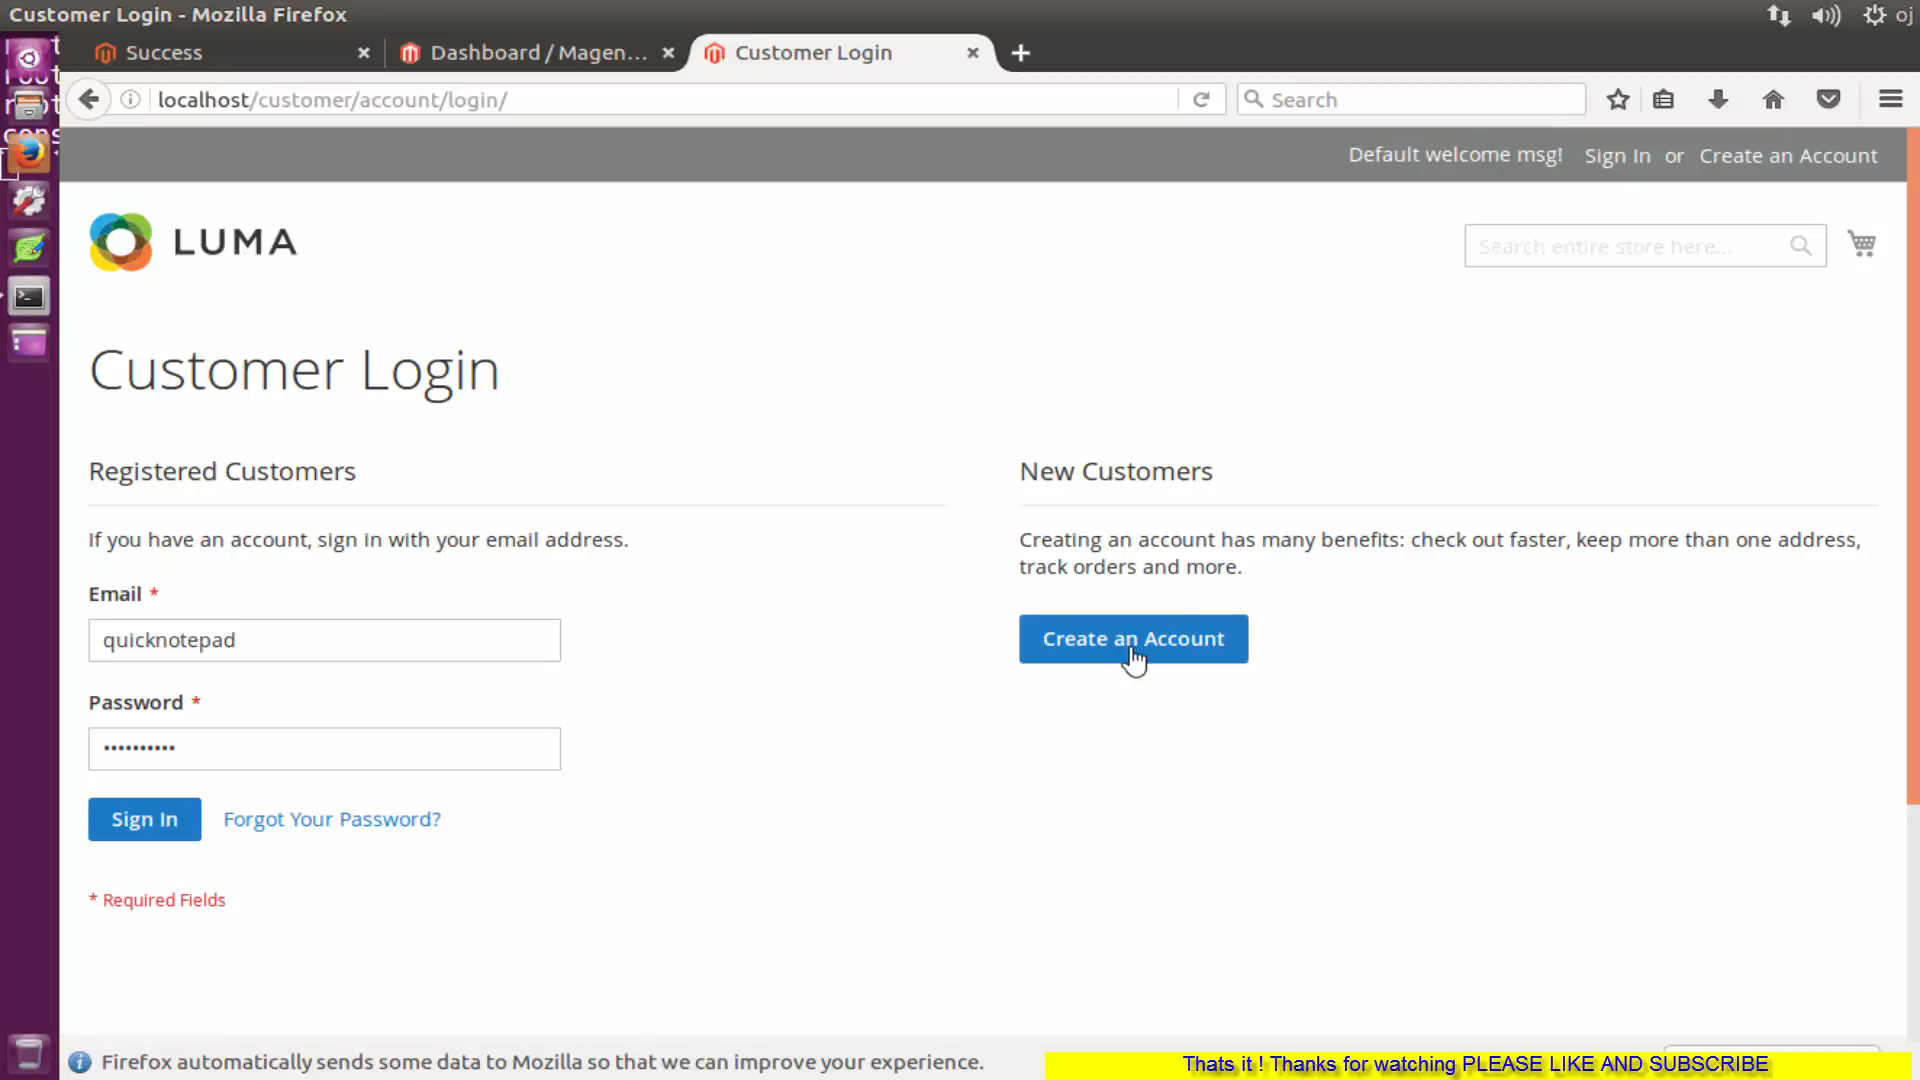 Customer Login - Mozilla Firefox
oj
Success
Dashboard / Magen...
Customer Login
localhost/customer/account/login/
Search
Default welcome msg! Sign In or Create an Account
LUMA
Search entire store here...
Customer Login
Registered Customers
If you have an account, sign in with your email address.
Email *
quicknotepad
Password *
••••••••••
Sign In
Forgot Your Password?
* Required Fields
New Customers
Creating an account has many benefits: check out faster, keep more than one address,
track orders and more.
Create an Account
Firefox automatically sends some data to Mozilla so that we can improve your experience.
Thats it ! Thanks for watching PLEASE LIKE AND SUBSCRIBE